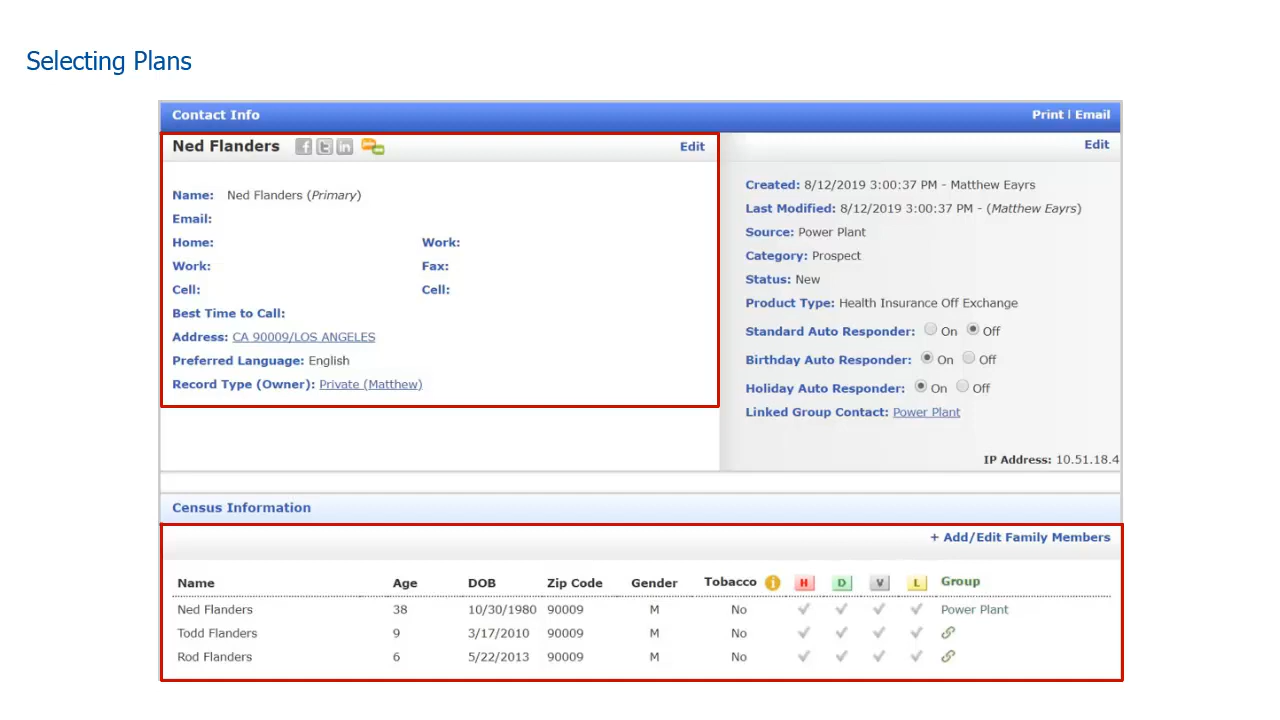 Selecting Plans
Contact Info Print | Email
Ned Flanders Edit
Edit
Name: Ned Flanders (Primary)
Email:
Home: Work:
Work: Fax:
Cell: Cell:
Best Time to Call:
Address: CA 90009/LOS ANGELES
Preferred Language: English
Record Type (Owner): Private (Matthew)
Created: 8/12/2019 3:00:37 PM - Matthew Eayrs
Last Modified: 8/12/2019 3:00:37 PM - (Matthew Eayrs)
Source: Power Plant
Category: Prospect
Status: New
Product Type: Health Insurance Off Exchange
Standard Auto Responder: On Off
Birthday Auto Responder: On Off
Holiday Auto Responder: On Off
Linked Group Contact: Power Plant
IP Address: 10.51.18.4
Census Information
+ Add/Edit Family Members
Name Age DOB Zip Code Gender Tobacco i H D V L Group
Ned Flanders 38 10/30/1980 90009 M No Power Plant
Todd Flanders 9 3/17/2010 90009 M No
Rod Flanders 6 5/22/2013 90009 M No